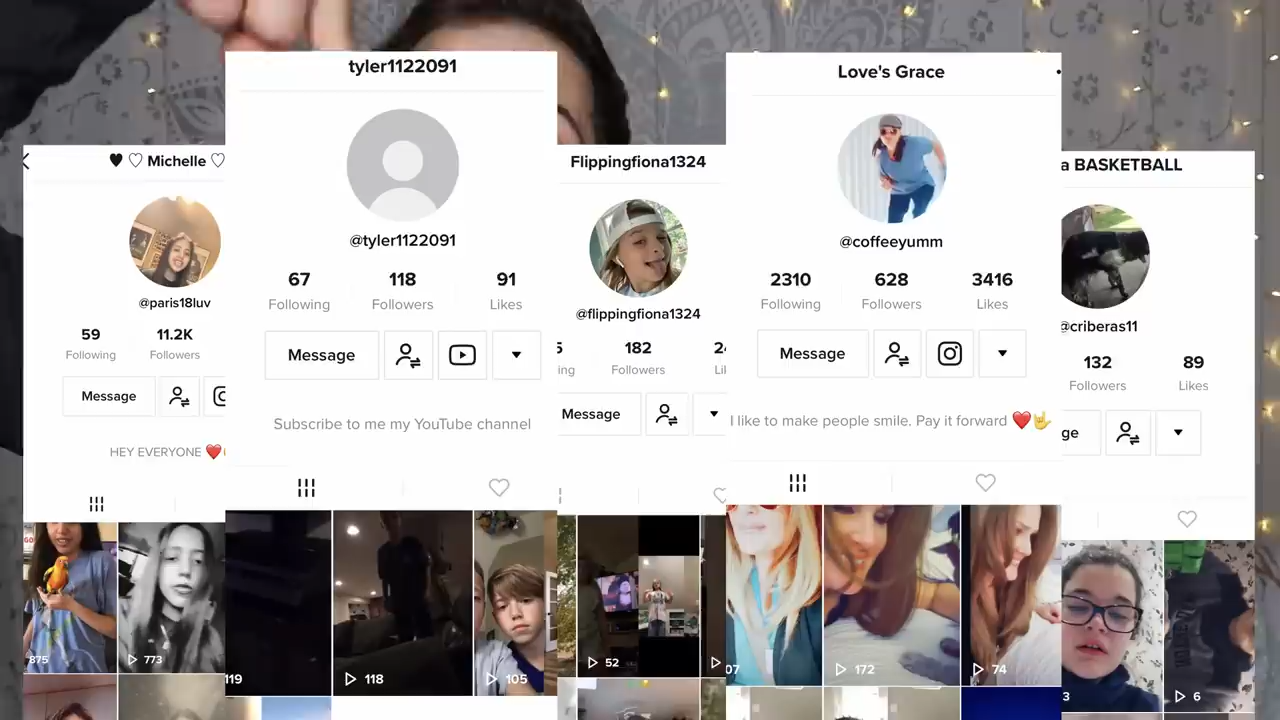 ♥ ♡ Michelle ♡
@paris18luv
59 11.2K
Following Followers
Message
HEY EVERYONE ❤️
875 773
tyler1122091
@tyler1122091
67 118 91
Following Followers Likes
Message
Subscribe to me my YouTube channel
119 118 105
Flippingfiona1324
@flippingfiona1324
182
Followers
Message
52
Love's Grace
@coffeeyumm
2310 628 3416
Following Followers Likes
Message
I like to make people smile. Pay it forward ❤️🤟
07 172 74
a BASKETBALL
@criberas11
132 89
Followers Likes
ge
3 6